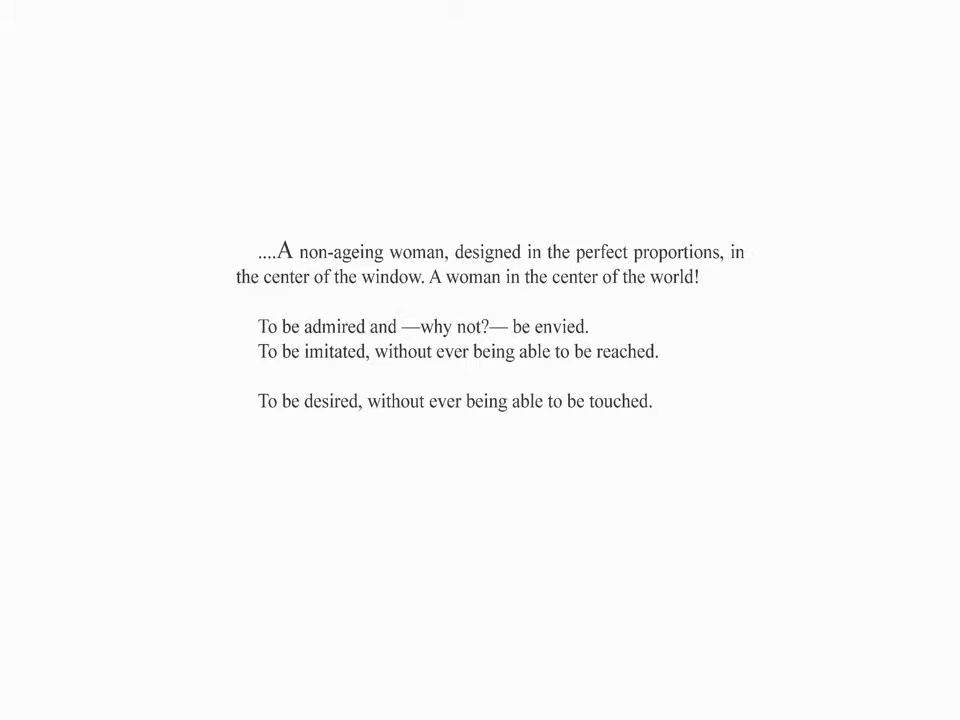 ....A non-ageing woman, designed in the perfect proportions, in
the center of the window. A woman in the center of the world!
To be admired and —why not?— be envied.
To be imitated, without ever being able to be reached.
To be desired, without ever being able to be touched.